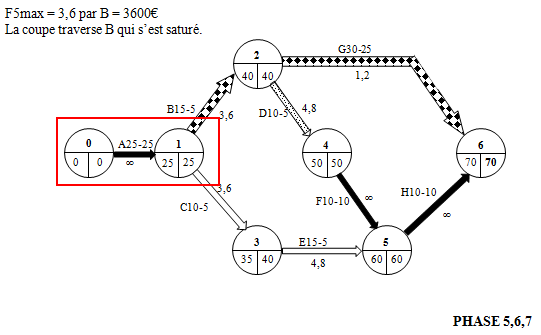 F5max = 3,6 par B = 3600€
La coupe traverse B qui s’est saturé.
G30-25
2
40 40
1,2
B15-5
3,6
D10-5
4,8
0
0 0
A25-25
∞
1
25 25
4
50 50
6
70 70
3,6
C10-5
F10-10
∞
H10-10
∞
3
35 40
E15-5
4,8
5
60 60
PHASE 5,6,7